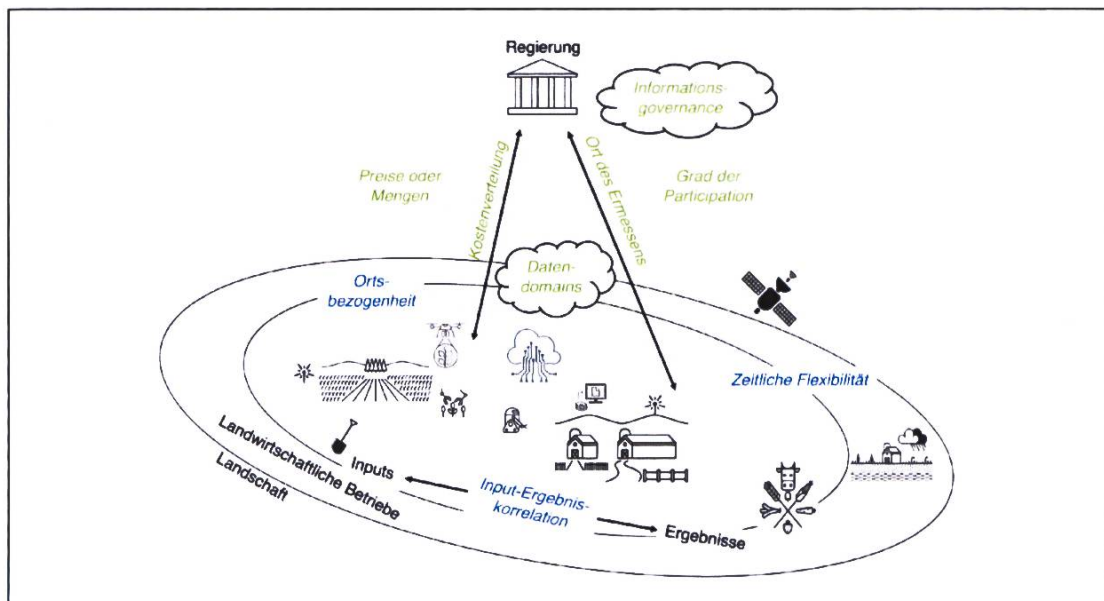 Regierung
Informations-
governance
Preise oder
Mengen
Kostenverteilung
Ort des Ermessens
Grad der
Participation
Daten-
domains
Orts-
bezogenheit
Zeitliche Flexibilität
Inputs
Landwirtschaftliche Betriebe
Landschaft
Input-Ergebnis-
korrelation
Ergebnisse